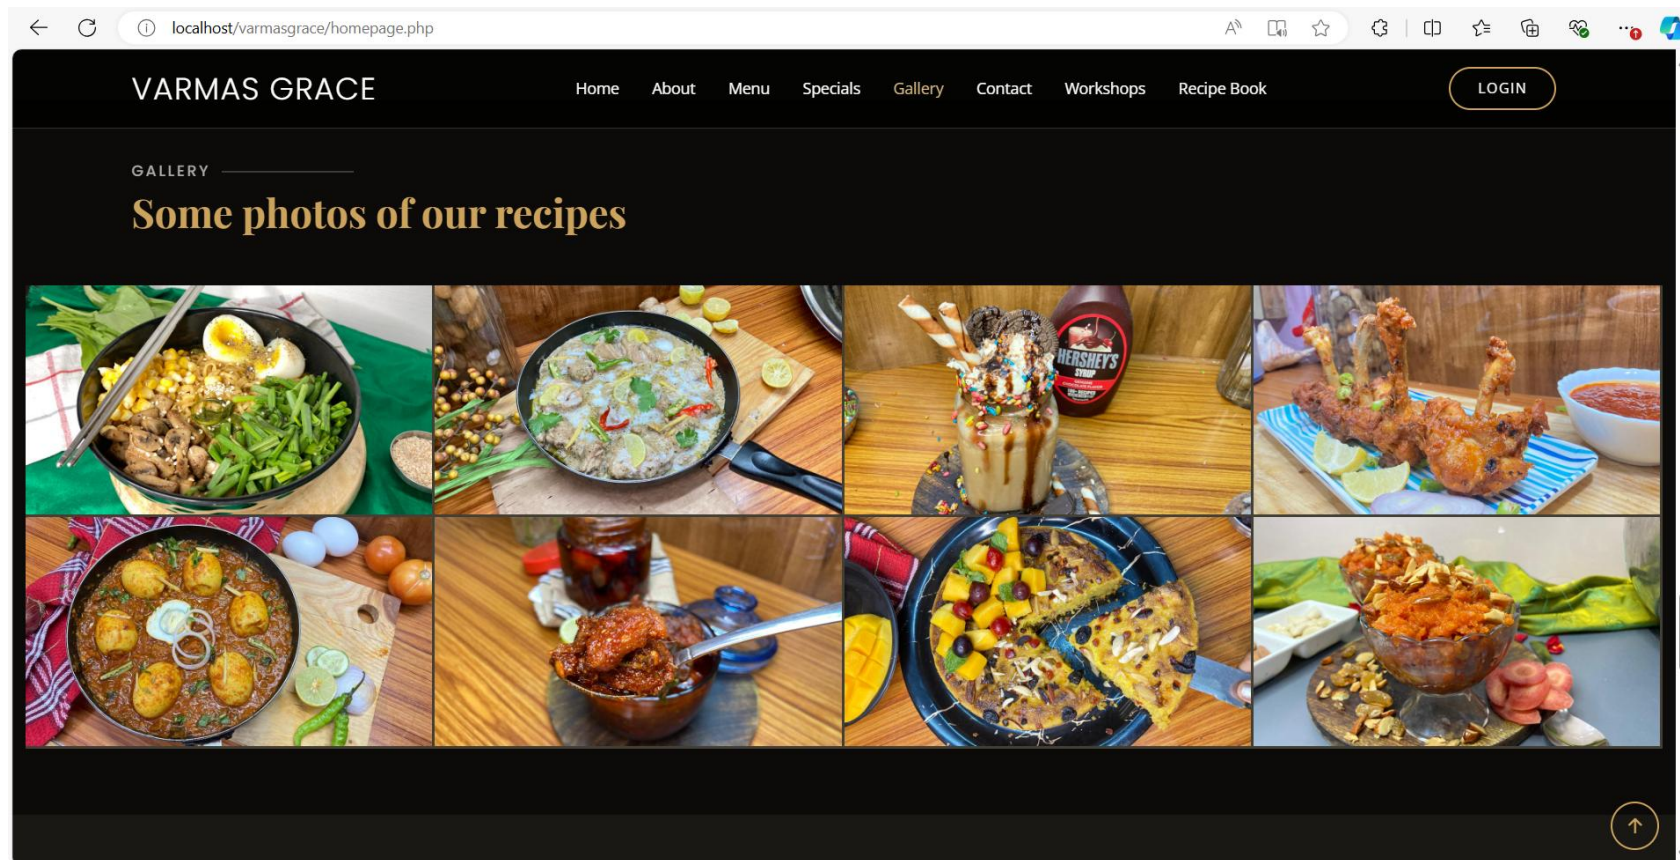 localhost/varmasgrace/homepage.php
VARMAS GRACE
Home About Menu Specials Gallery Contact Workshops Recipe Book
LOGIN
GALLERY
Some photos of our recipes
HERSHEY'S
SYRUP